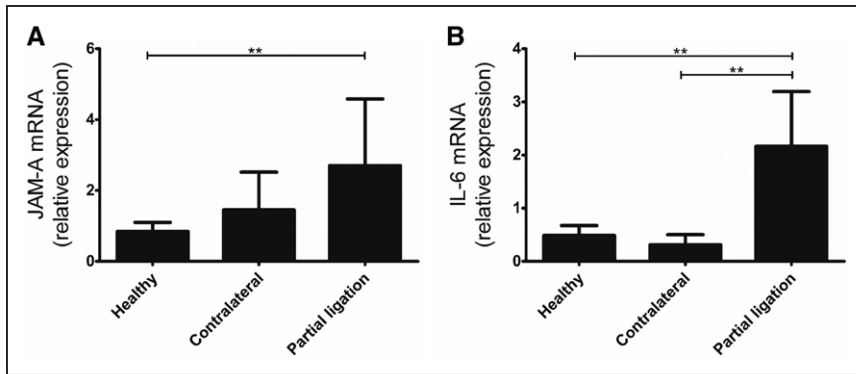 A
JAM-A mRNA
(relative expression)
6
4
2
0
**
Healthy
Contralateral
Partial ligation
B
IL-6 mRNA
(relative expression)
4
3
2
1
0
**
**
Healthy
Contralateral
Partial ligation